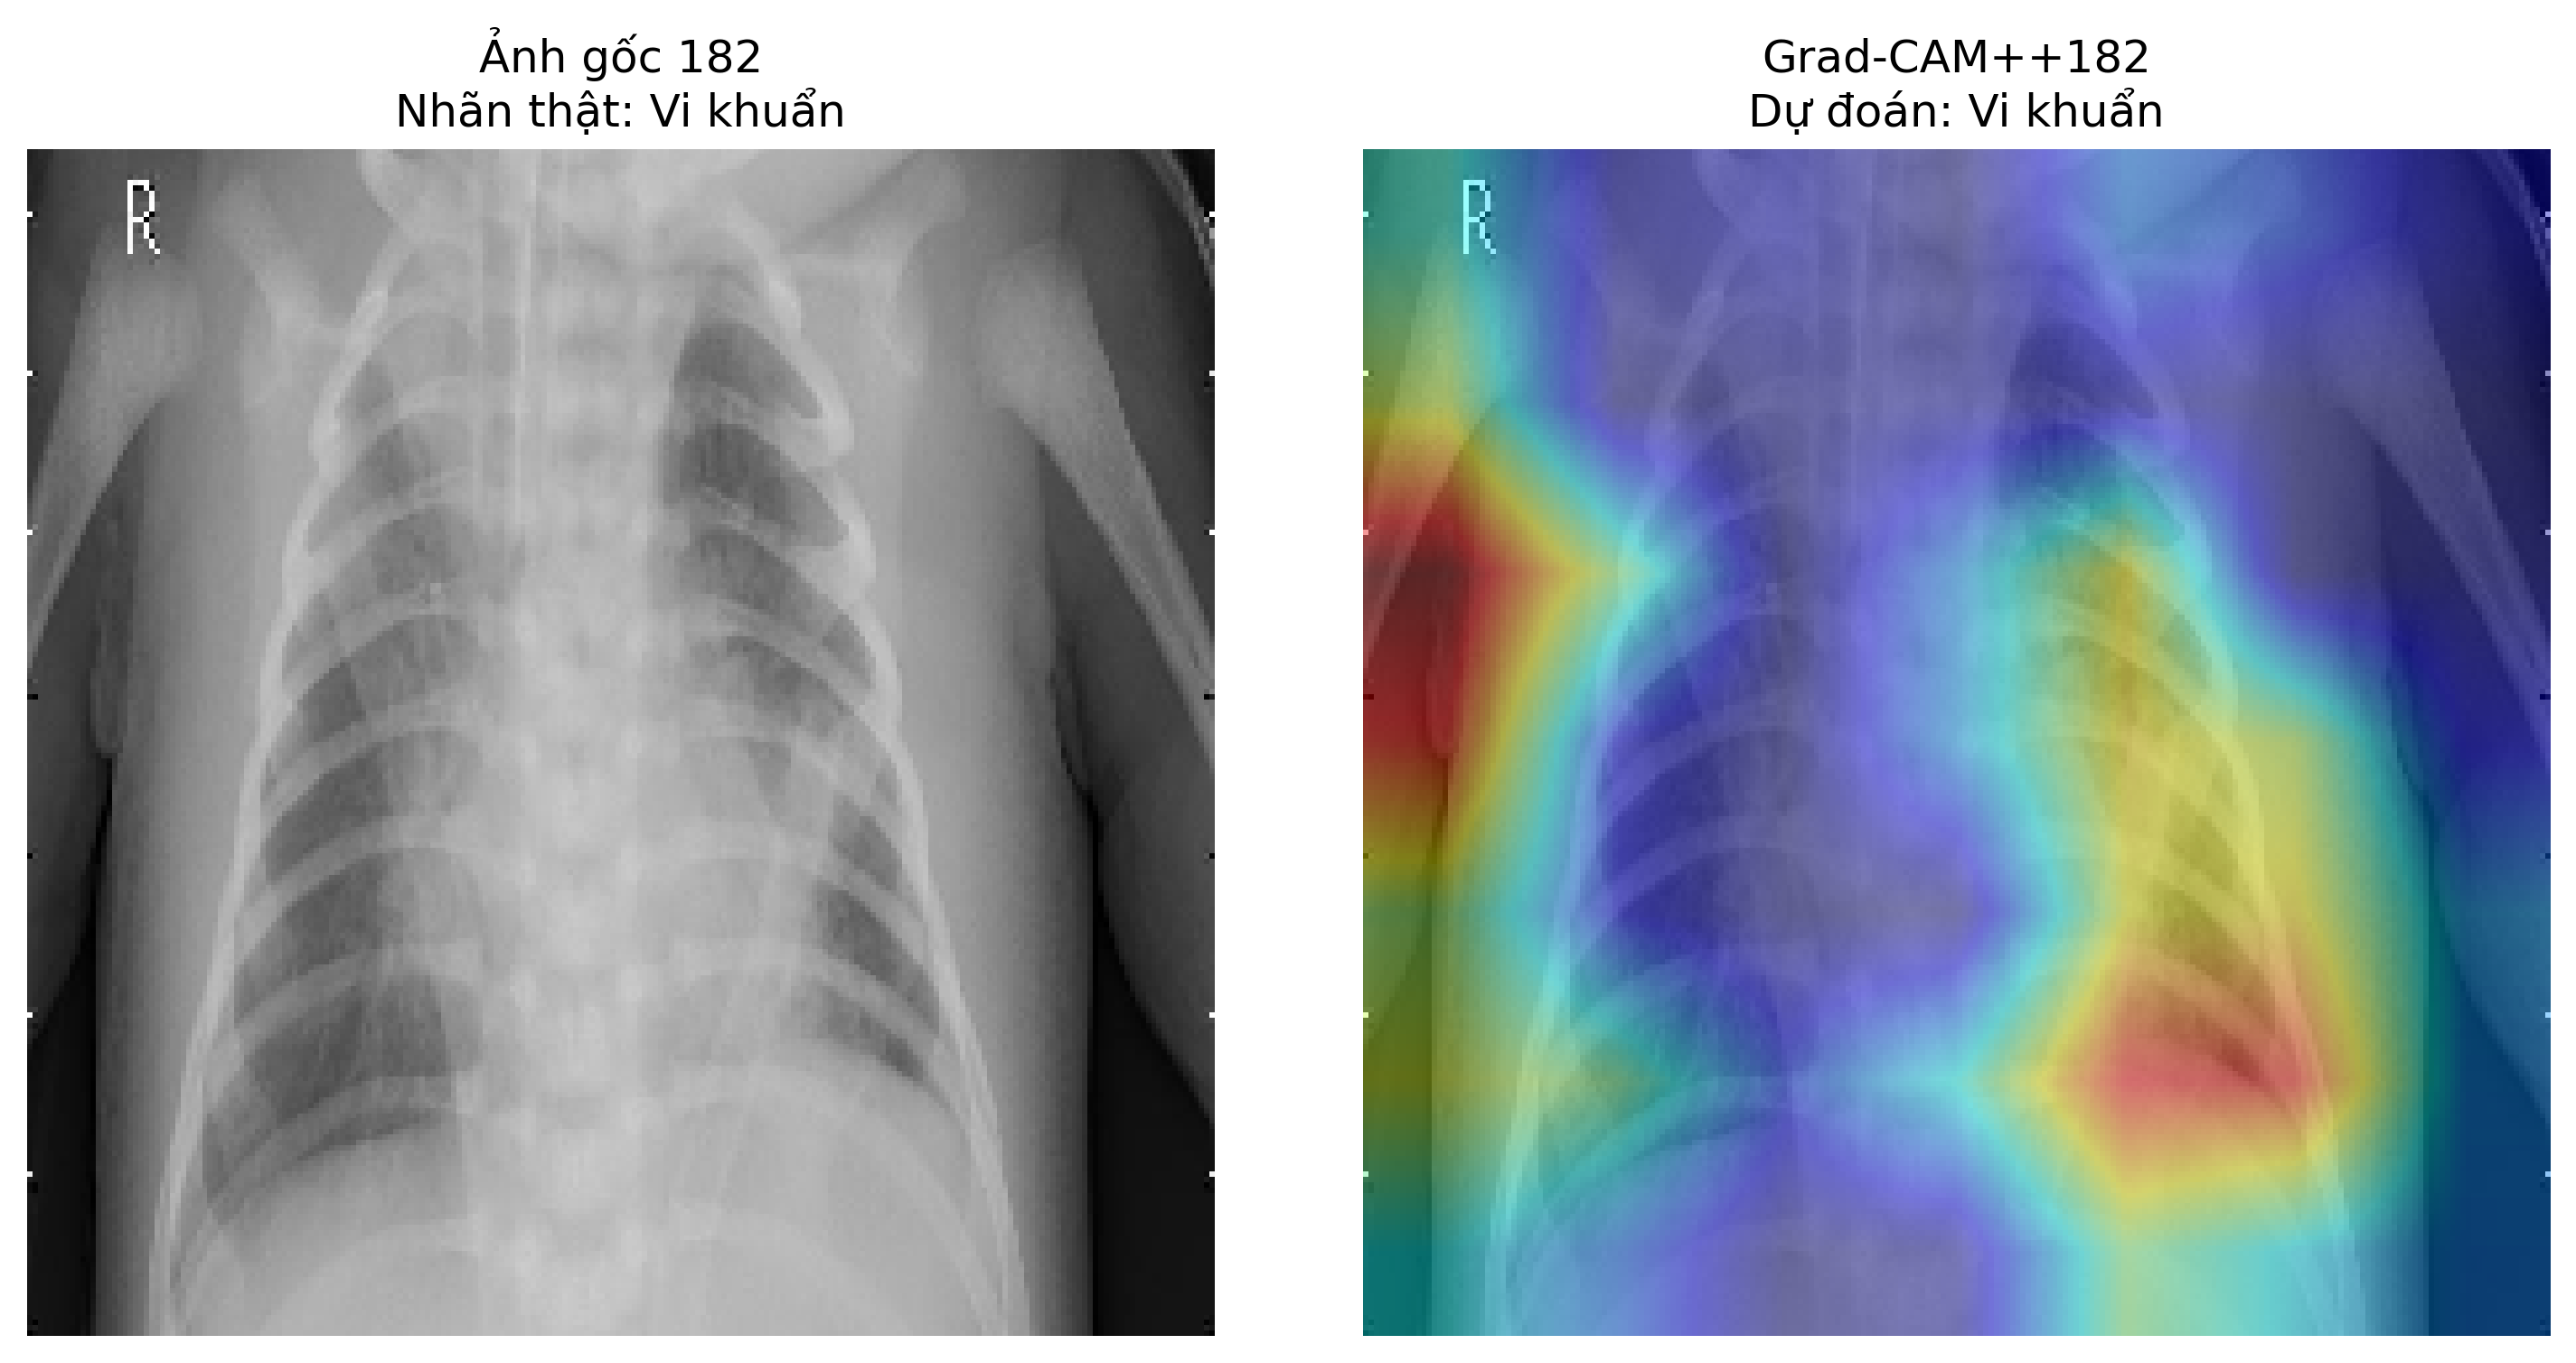 Ảnh gốc 182
Nhãn thật: Vi khuẩn
Grad-CAM++182
Dự đoán: Vi khuẩn
R
R